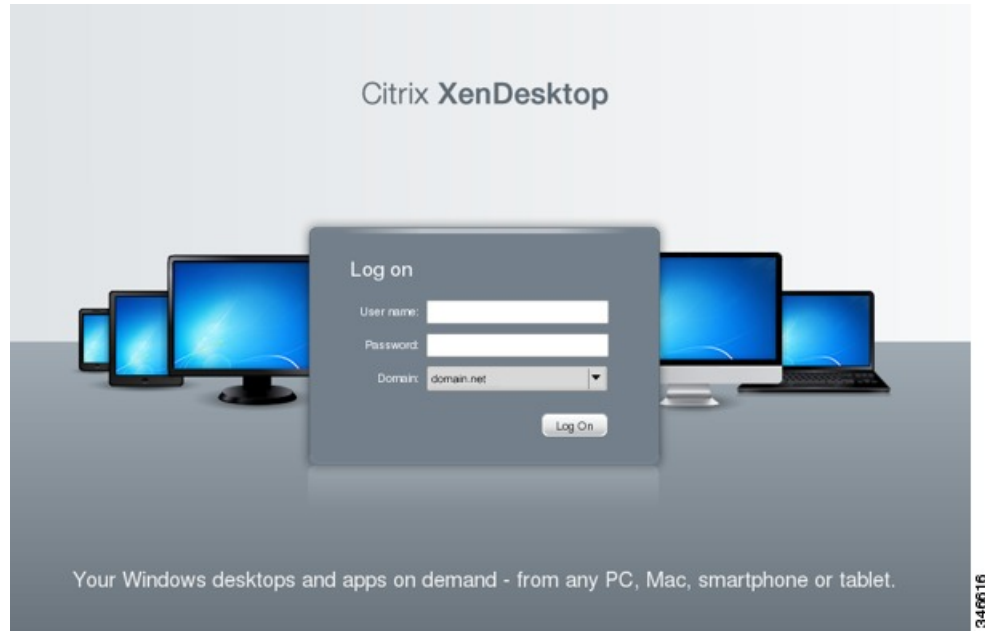 Citrix XenDesktop
Log on
User name:
Password:
Domain: domain.net
Log On
Your Windows desktops and apps on demand - from any PC, Mac, smartphone or tablet.
346616